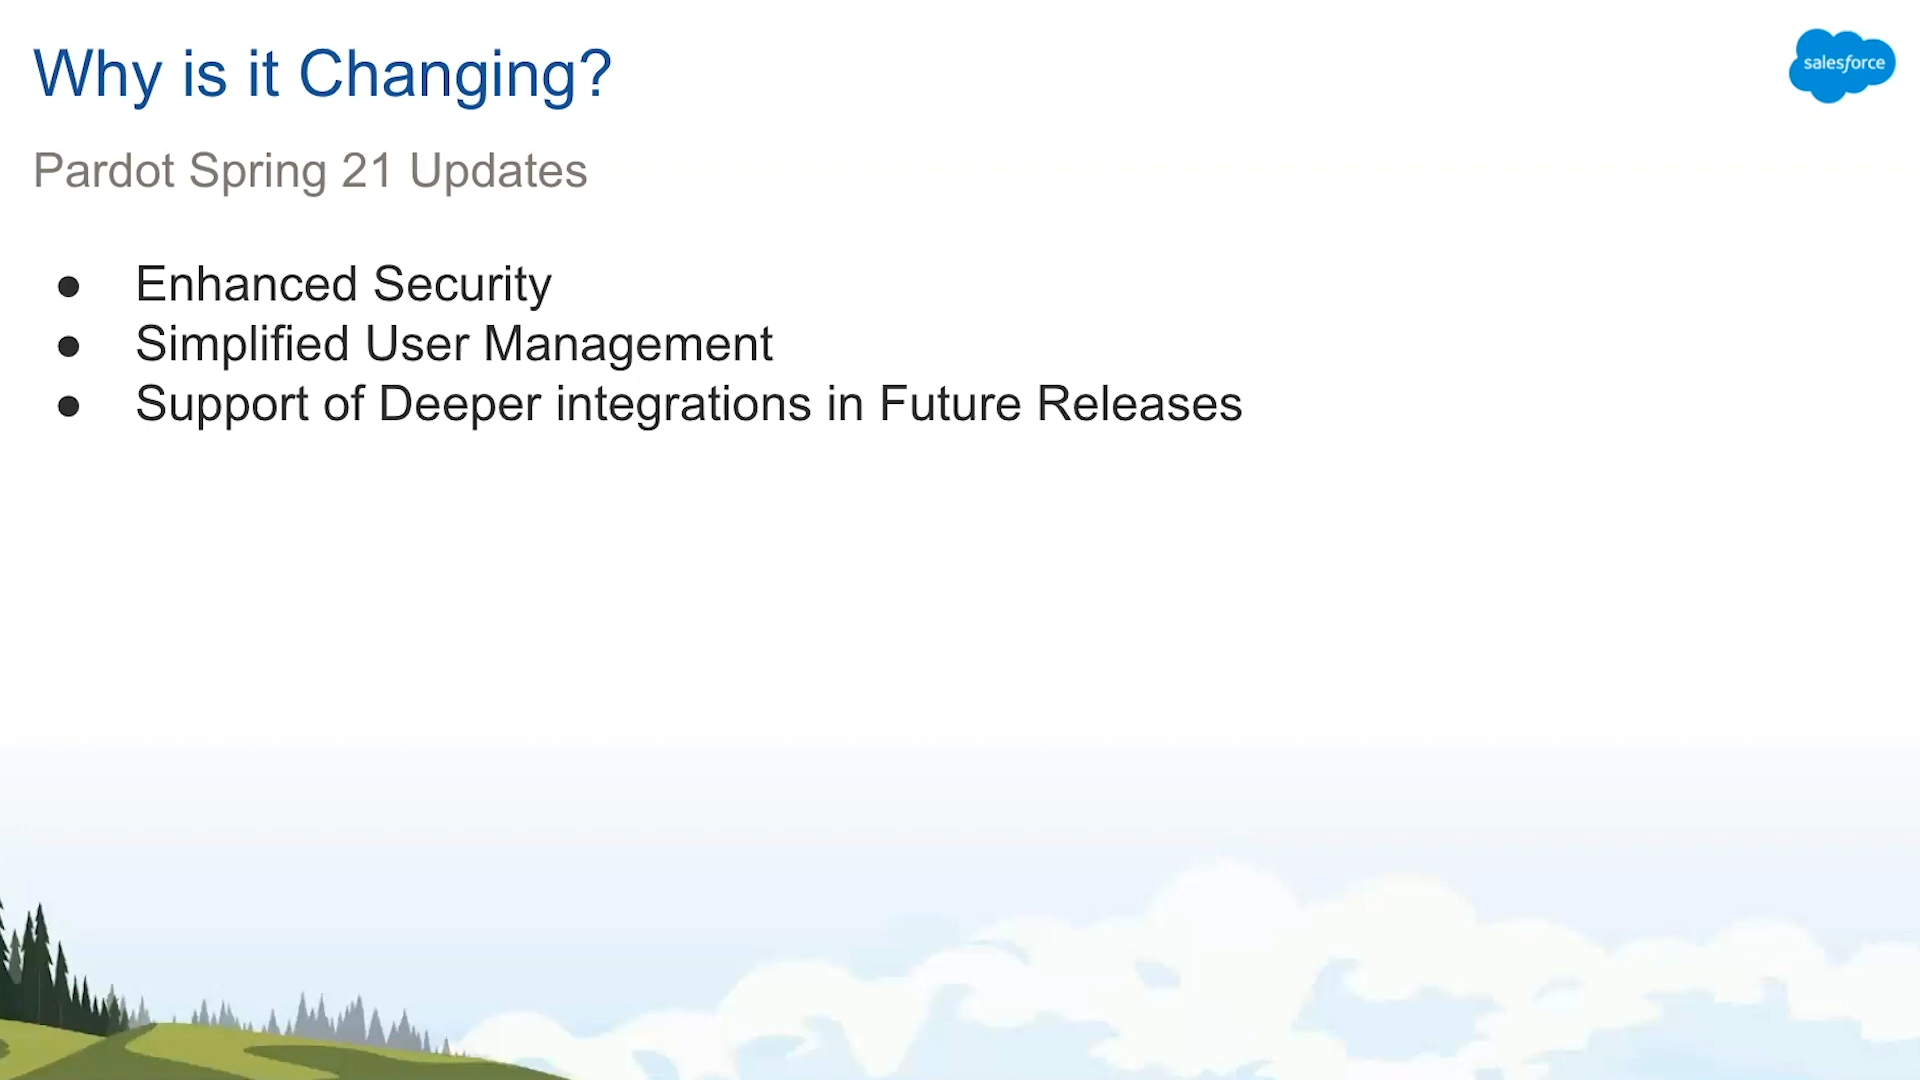 Why is it Changing?
salesforce
Pardot Spring 21 Updates
● Enhanced Security
● Simplified User Management
● Support of Deeper integrations in Future Releases